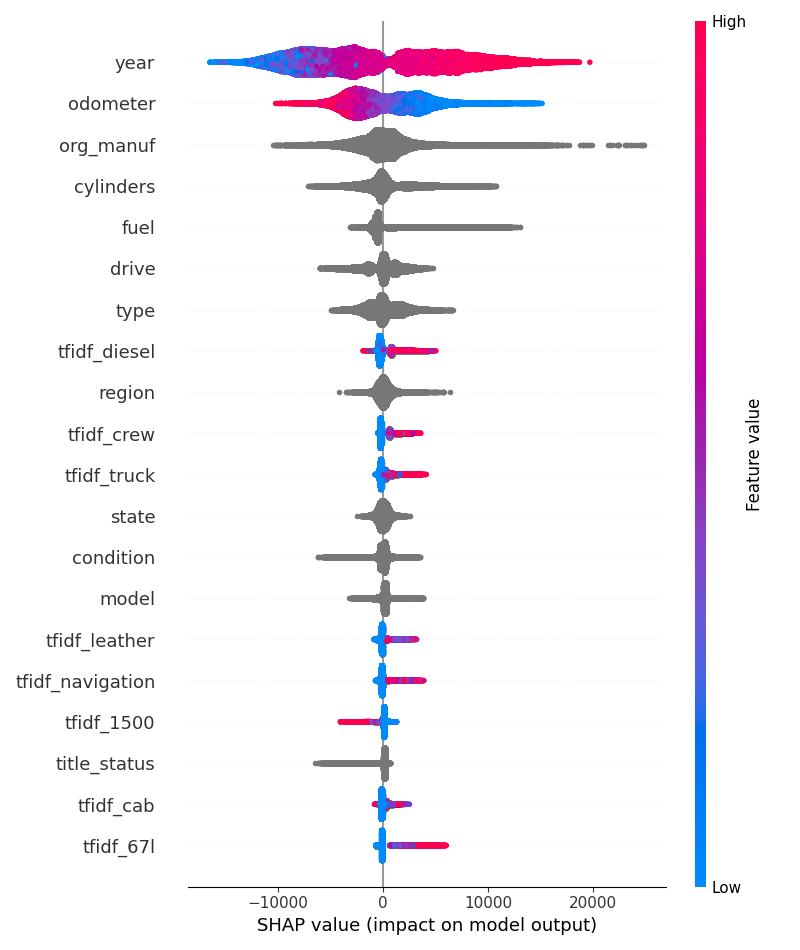 High
year
odometer
org_manuf
cylinders
fuel
drive
type
tfidf_diesel
region
tfidf_crew
tfidf_truck
state
condition
model
tfidf_leather
tfidf_navigation
tfidf_1500
title_status
tfidf_cab
tfidf_67l
Feature value
Low
−10000 0 10000 20000
SHAP value (impact on model output)